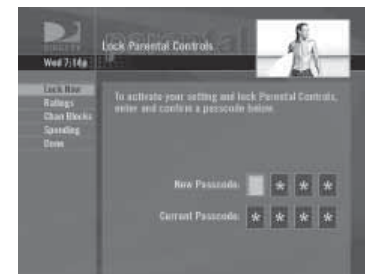 DIRECTV
Lock Parental Controls
Wed 7:14p
Lock Now
Ratings
Chan Blocks
Spending
Done
To activate your setting and lock Parental Controls,
enter and confirm a passcode below.
New Passcode: * * *
Current Passcode: * * * *